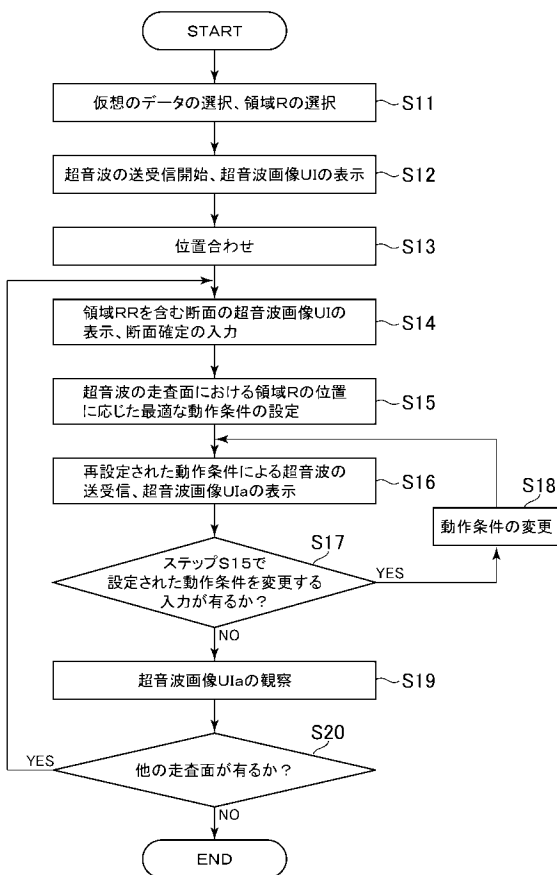 START
仮想のデータの選択、領域Rの選択
S11
超音波の送受信開始、超音波画像UIの表示
S12
位置合わせ
S13
領域RRを含む断面の超音波画像UIの
表示、断面確定の入力
S14
超音波の走査面における領域Rの位置
に応じた最適な動作条件の設定
S15
再設定された動作条件による超音波の
送受信、超音波画像UIaの表示
S16
S18
動作条件の変更
S17
ステップS15で
設定された動作条件を変更する
入力が有るか?
YES
NO
超音波画像UIaの観察
S19
S20
他の走査面が有るか?
YES
NO
END